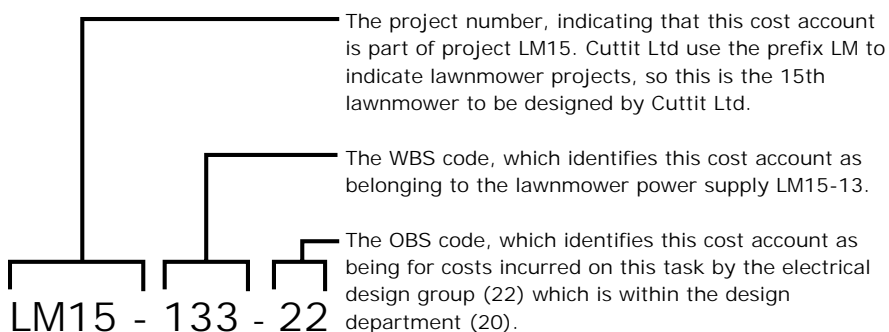 The project number, indicating that this cost account
is part of project LM15. Cuttit Ltd use the prefix LM to
indicate lawnmower projects, so this is the 15th
lawnmower to be designed by Cuttit Ltd.
The WBS code, which identifies this cost account as
belonging to the lawnmower power supply LM15-13.
The OBS code, which identifies this cost account as
being for costs incurred on this task by the electrical
design group (22) which is within the design
department (20).
LM15 - 133 - 22